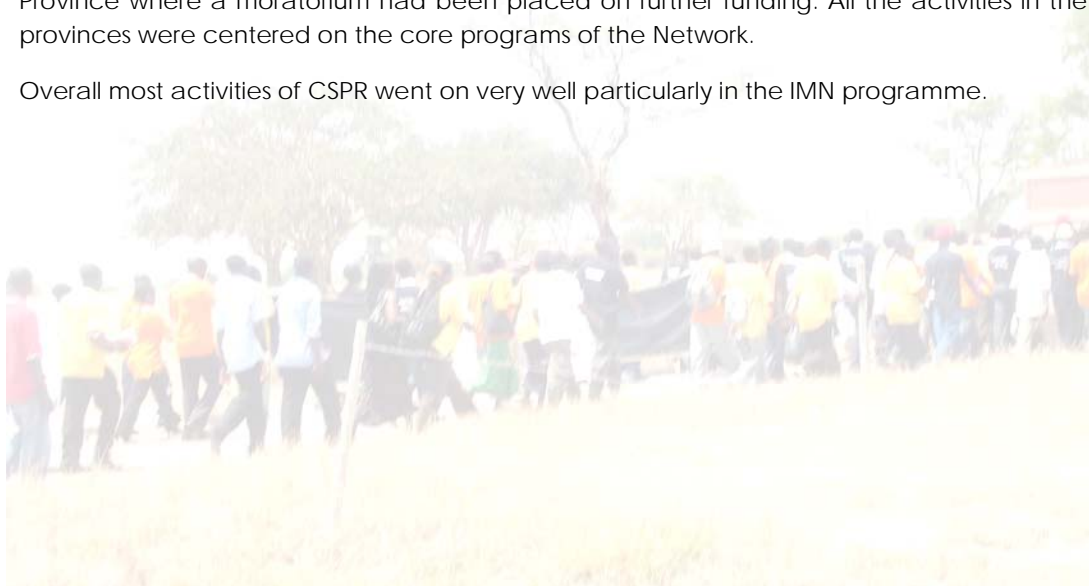 Province where a moratorium had been placed on further funding. All the activities in the
provinces were centered on the core programs of the Network.
Overall most activities of CSPR went on very well particularly in the IMN programme.